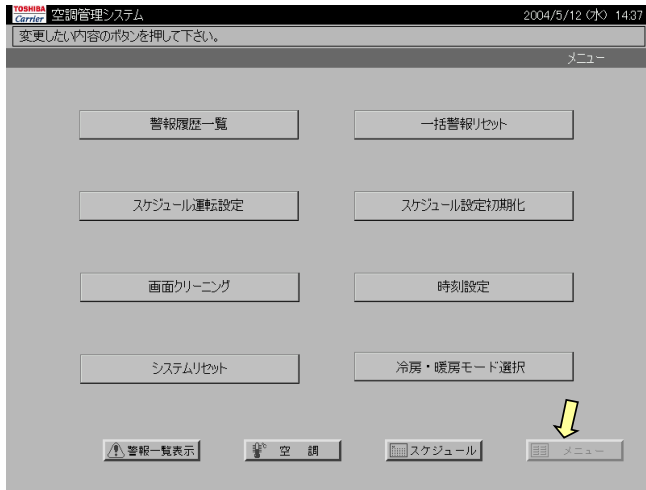 TOSHIBA
Carrier 空調管理システム 2004/5/12 (水) 14:37
変更したい内容のボタンを押して下さい。
メニュー
警報履歴一覧 一括警報リセット
スケジュール運転設定 スケジュール設定初期化
画面クリーニング 時刻設定
システムリセット 冷房・暖房モード選択
警報一覧表示 空 調 スケジュール メニュー